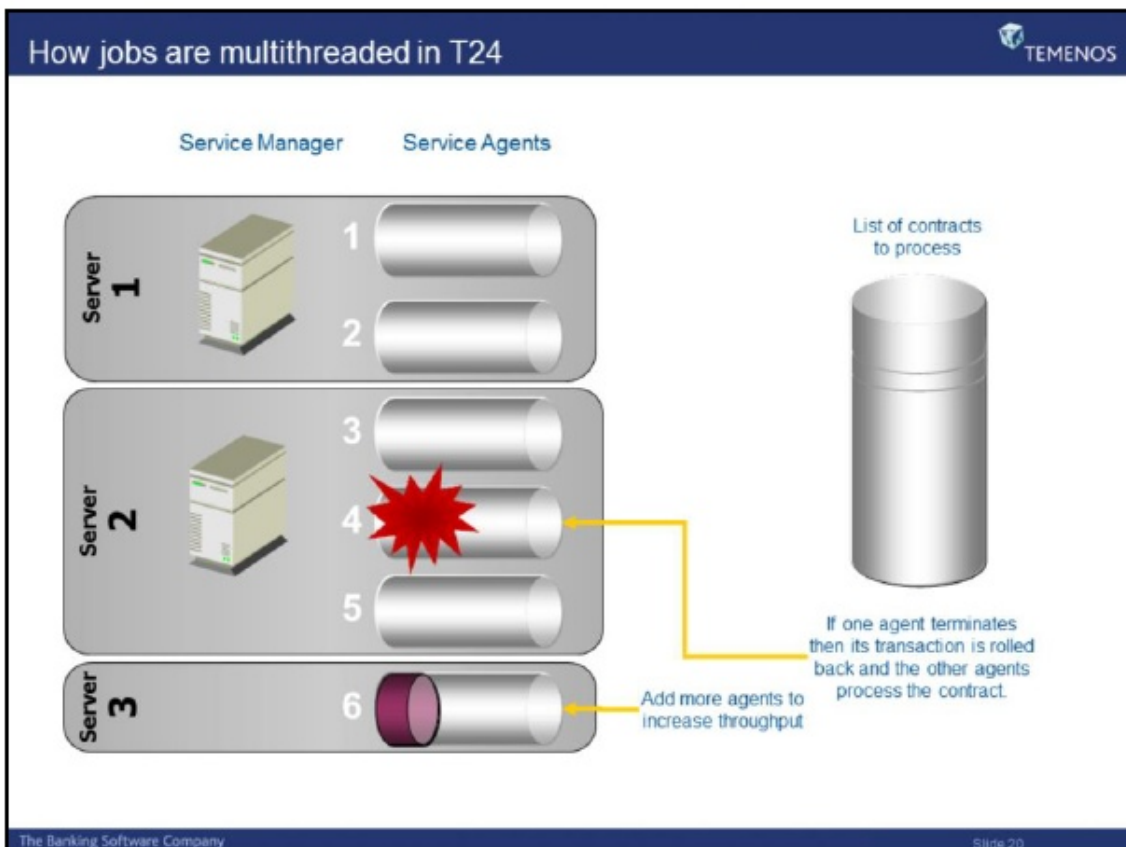 How jobs are multithreaded in T24
TEMENOS
Service Manager
Service Agents
Server
1
1
2
Server
2
3
4
5
Server
3
6
List of contracts
to process
If one agent terminates
then its transaction is rolled
back and the other agents
process the contract.
Add more agents to
increase throughput
The Banking Software Company
Slide 20